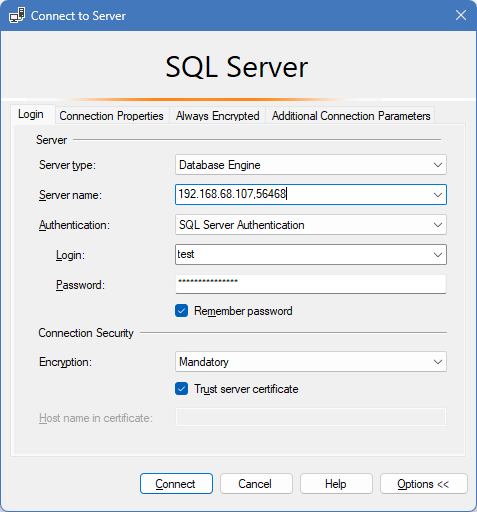 Connect to Server
SQL Server
Login Connection Properties Always Encrypted Additional Connection Parameters
Server
Server type: Database Engine
Server name: 192.168.68.107,56468
Authentication: SQL Server Authentication
Login: test
Password: ***************
Remember password
Connection Security
Encryption: Mandatory
Trust server certificate
Host name in certificate:
Connect Cancel Help Options <<